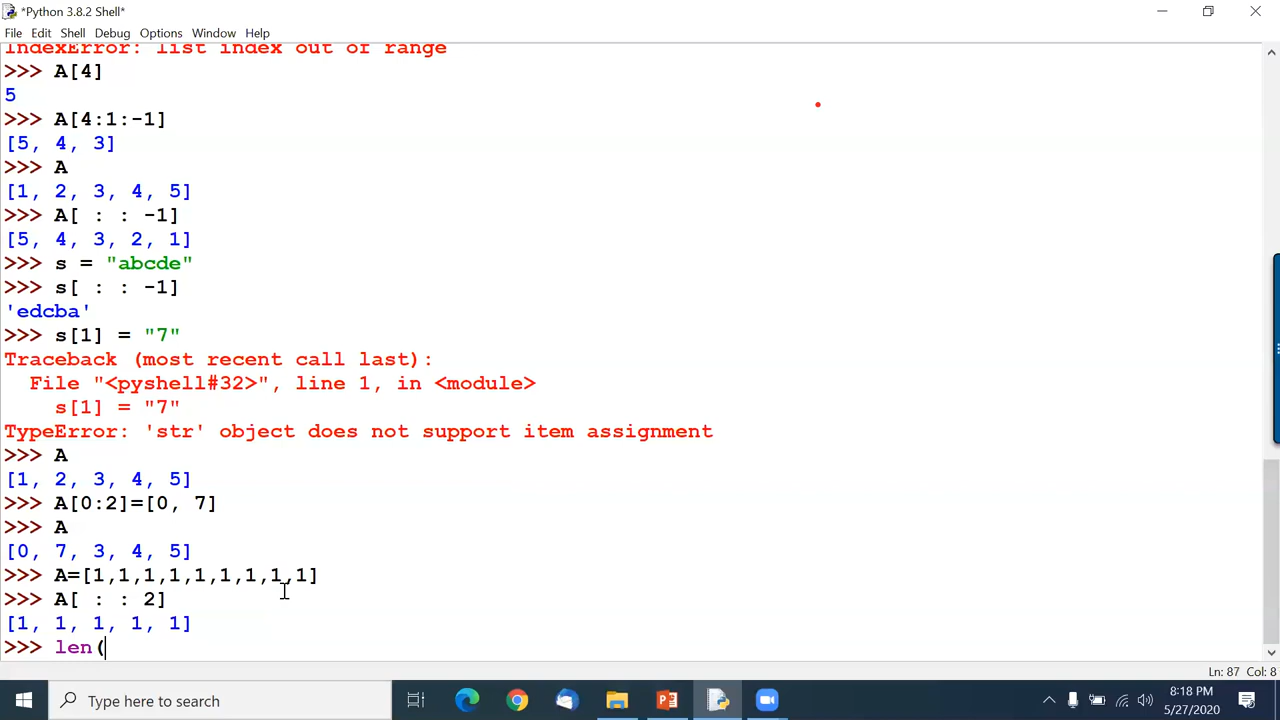 *Python 3.8.2 Shell*
File Edit Shell Debug Options Window Help
IndexError: list index out of range
>>> A[4]
5
>>> A[4:1:-1]
[5, 4, 3]
>>> A
[1, 2, 3, 4, 5]
>>> A[ : : -1]
[5, 4, 3, 2, 1]
>>> s = "abcde"
>>> s[ : : -1]
'edcba'
>>> s[1] = "7"
Traceback (most recent call last):
  File "<pyshell#32>", line 1, in <module>
    s[1] = "7"
TypeError: 'str' object does not support item assignment
>>> A
[1, 2, 3, 4, 5]
>>> A[0:2]=[0, 7]
>>> A
[0, 7, 3, 4, 5]
>>> A=[1,1,1,1,1,1,1,1,1]
>>> A[ : : 2]
[1, 1, 1, 1, 1]
>>> len(
Ln: 87 Col: 8
Type here to search
8:18 PM
5/27/2020